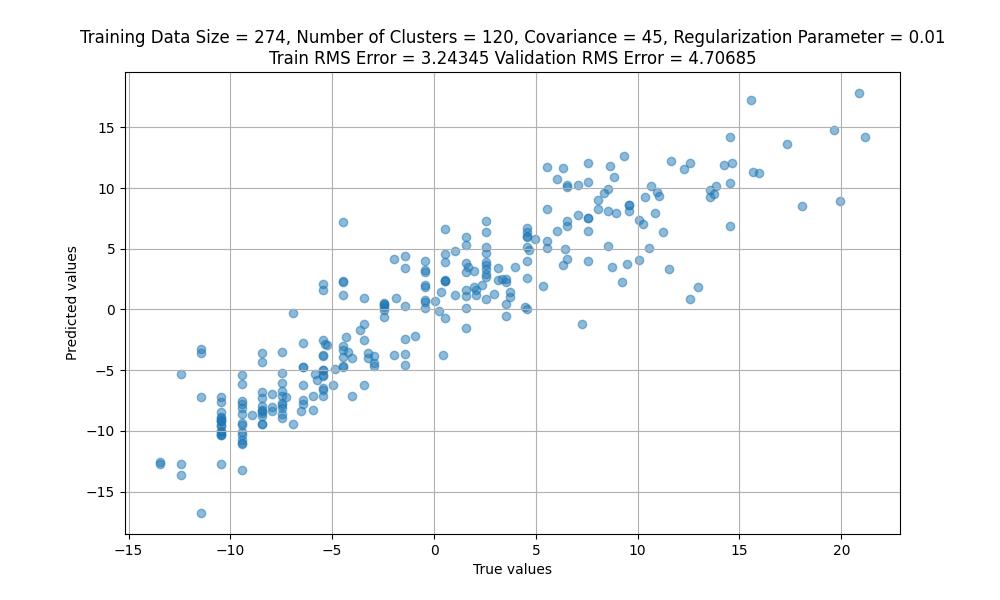 Training Data Size = 274, Number of Clusters = 120, Covariance = 45, Regularization Parameter = 0.01
Train RMS Error = 3.24345 Validation RMS Error = 4.70685
15
10
5
0
−5
−10
−15
Predicted values
−15 −10 −5 0 5 10 15 20
True values